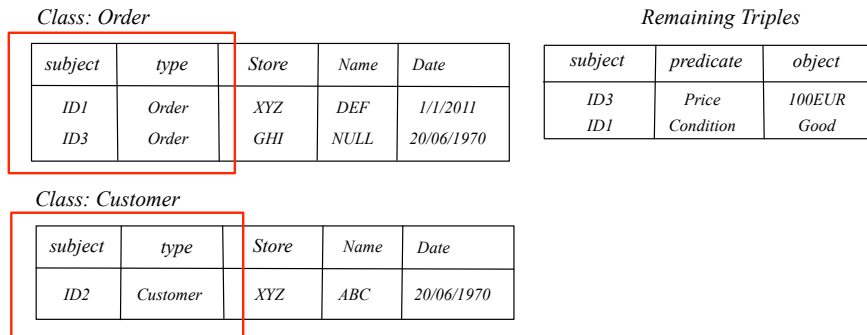 Class: Order
subject type Store Name Date
ID1 Order XYZ DEF 1/1/2011
ID3 Order GHI NULL 20/06/1970
Remaining Triples
subject predicate object
ID3 Price 100EUR
ID1 Condition Good
Class: Customer
subject type Store Name Date
ID2 Customer XYZ ABC 20/06/1970